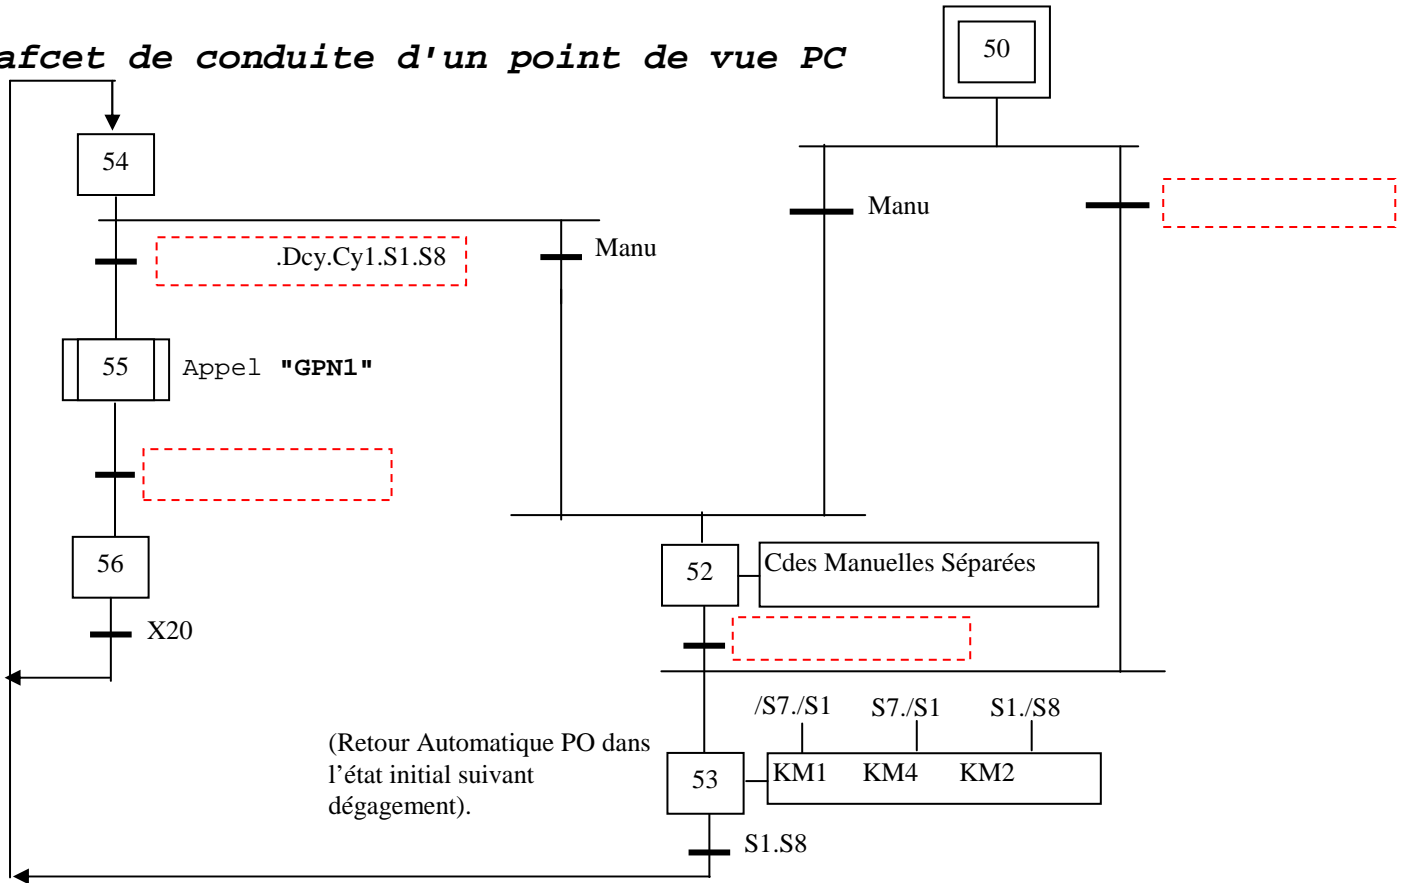 afcet de conduite d'un point de vue PC
50
54
Manu
.Dcy.Cy1.S1.S8
Manu
55
Appel "GPN1"
56
52
Cdes Manuelles Séparées
X20
/S7./S1
S7./S1
S1./S8
(Retour Automatique PO dans
l'état initial suivant
dégagement).
53
KM1
KM4
KM2
S1.S8